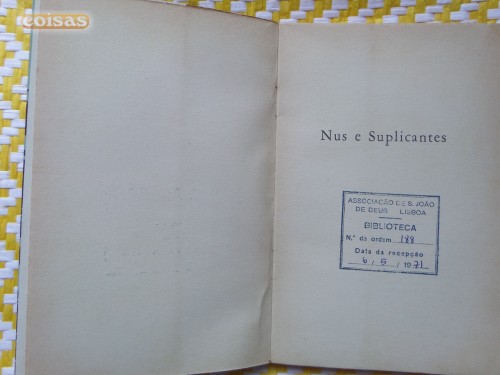 coisas
Nus e Suplicantes
ASSOCIAÇÃO DE S. JOÃO
DE DEUS LISBOA
BIBLIOTECA
N.º de ordem 188
Data da recepção
6 / 5 / 1971